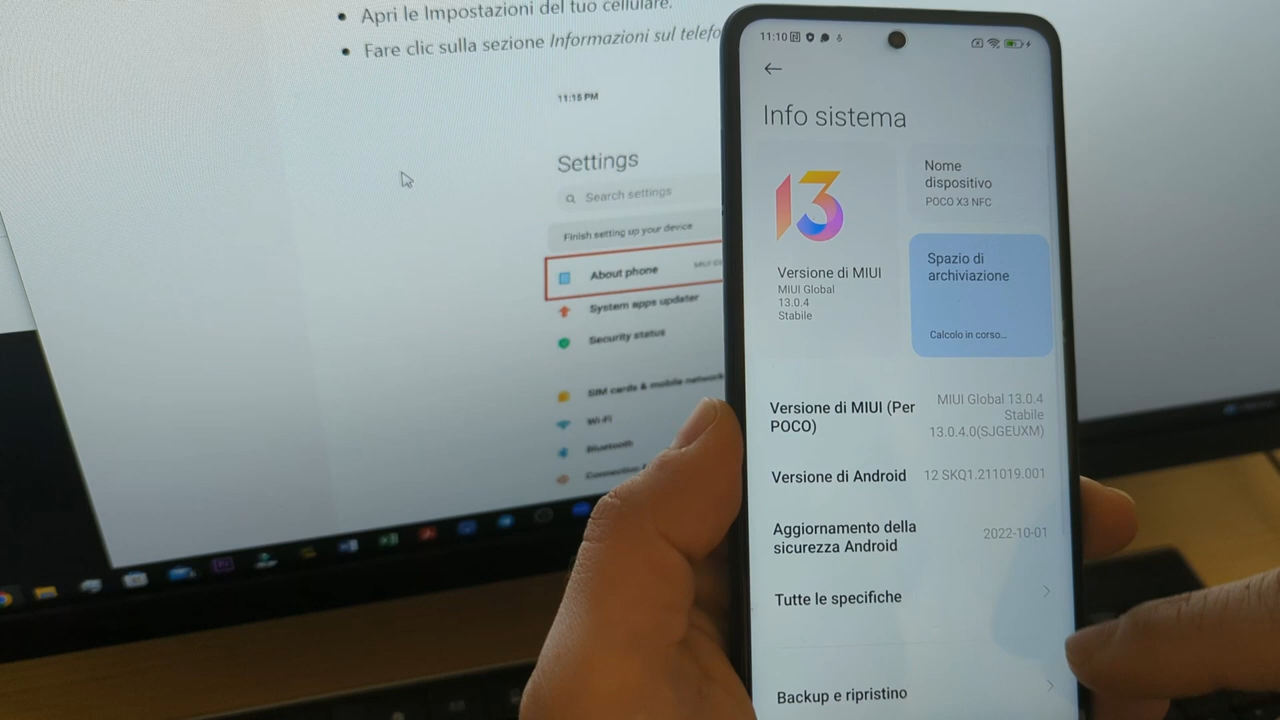 Apri le Impostazioni del tuo cellulare.
Fare clic sulla sezione Informazioni sul telefo
11:15 PM
Settings
Search settings
Finish setting up your device
About phone
System apps updater
Security status
SIM cards & mobile network
Wi-Fi
Bluetooth
11:10
Info sistema
13
Versione di MIUI
MIUI Global
13.0.4
Stabile
Nome
dispositivo
POCO X3 NFC
Spazio di
archiviazione
Calcolo in corso...
Versione di MIUI (Per
POCO)
MIUI Global 13.0.4
Stabile
13.0.4.0(SJGEUXM)
Versione di Android
12 SKQ1.211019.001
Aggiornamento della
sicurezza Android
2022-10-01
Tutte le specifiche
Backup e ripristino